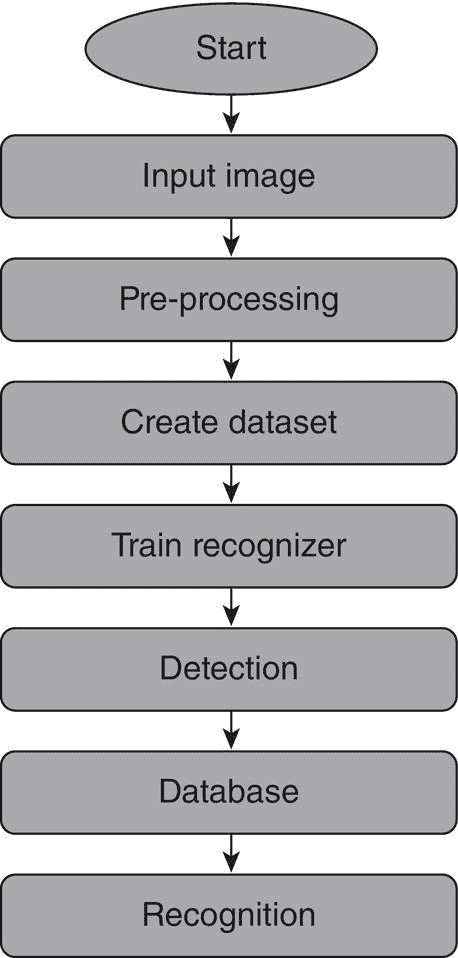 Start
Input image
Pre-processing
Create dataset
Train recognizer
Detection
Database
Recognition